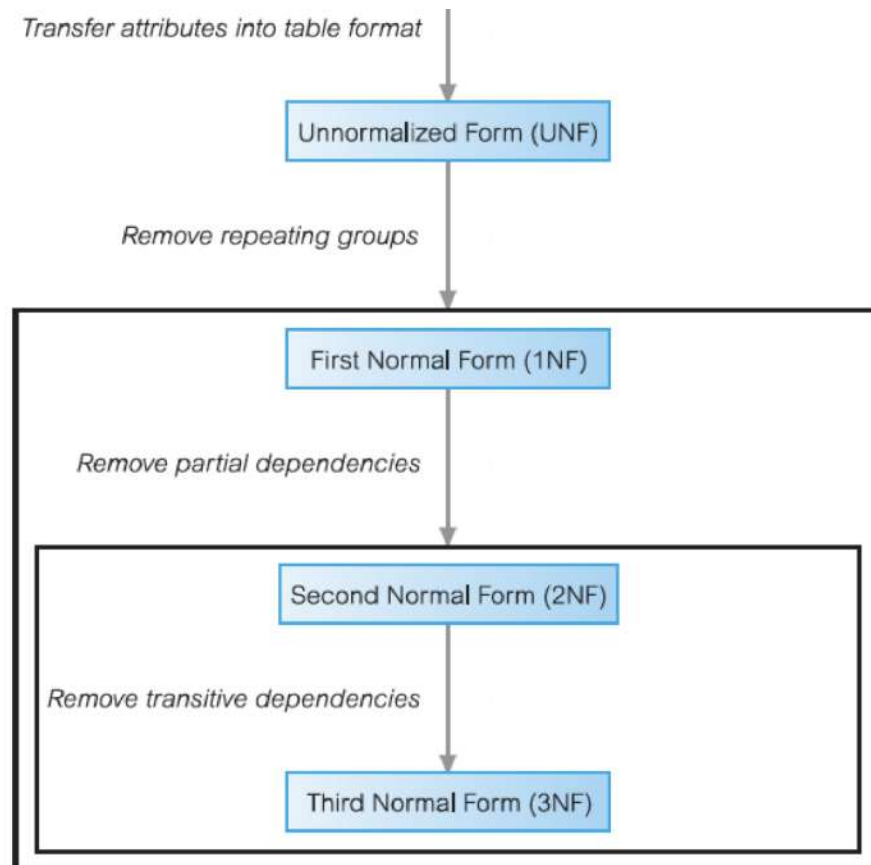 Transfer attributes into table format
Unnormalized Form (UNF)
Remove repeating groups
First Normal Form (1NF)
Remove partial dependencies
Second Normal Form (2NF)
Remove transitive dependencies
Third Normal Form (3NF)